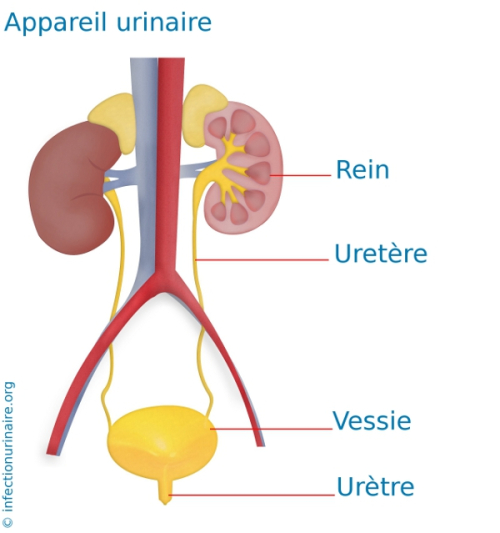 Appareil urinaire
Rein
Uretère
Vessie
Urètre
© infectionurinaire.org